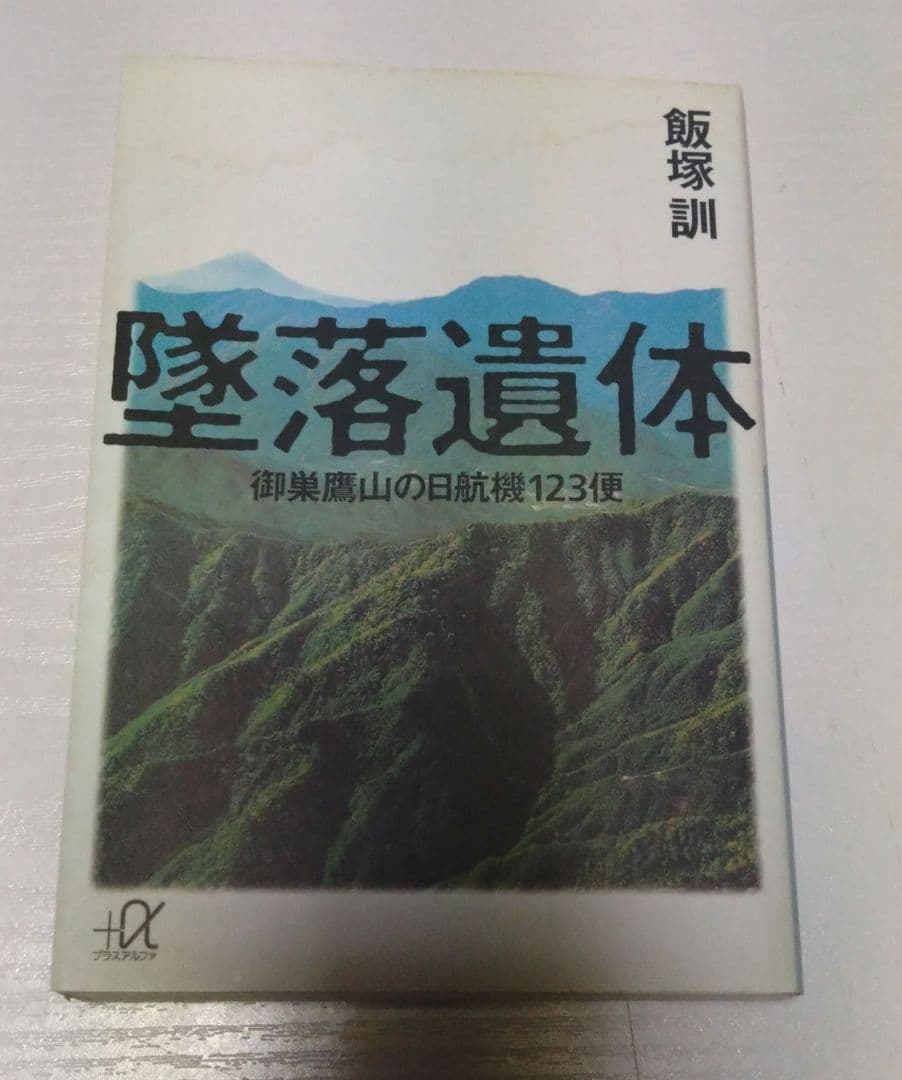 飯塚 訓
墜落遺体
御巣鷹山の日航機123便
+α
プラスアルファ